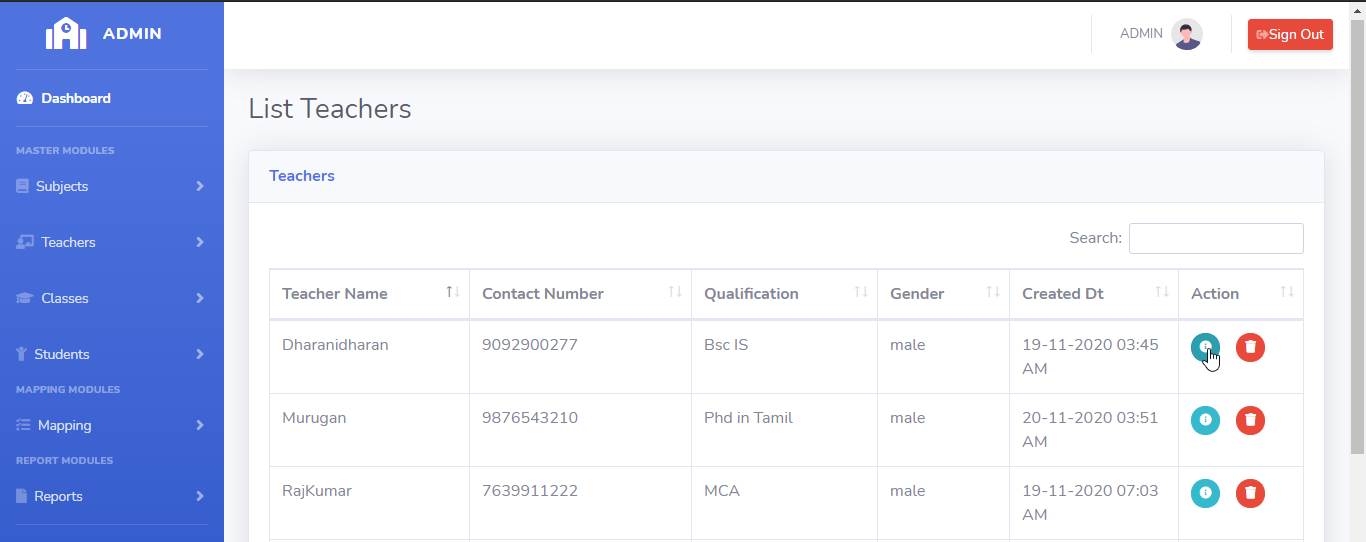 ADMIN
ADMIN
Sign Out
Dashboard
MASTER MODULES
Subjects
Teachers
Classes
Students
MAPPING MODULES
Mapping
REPORT MODULES
Reports
List Teachers
Teachers
Search:
Teacher Name Contact Number Qualification Gender Created Dt Action
Dharanidharan 9092900277 Bsc IS male 19-11-2020 03:45
AM
Murugan 9876543210 Phd in Tamil male 20-11-2020 03:51
AM
RajKumar 7639911222 MCA male 19-11-2020 07:03
AM